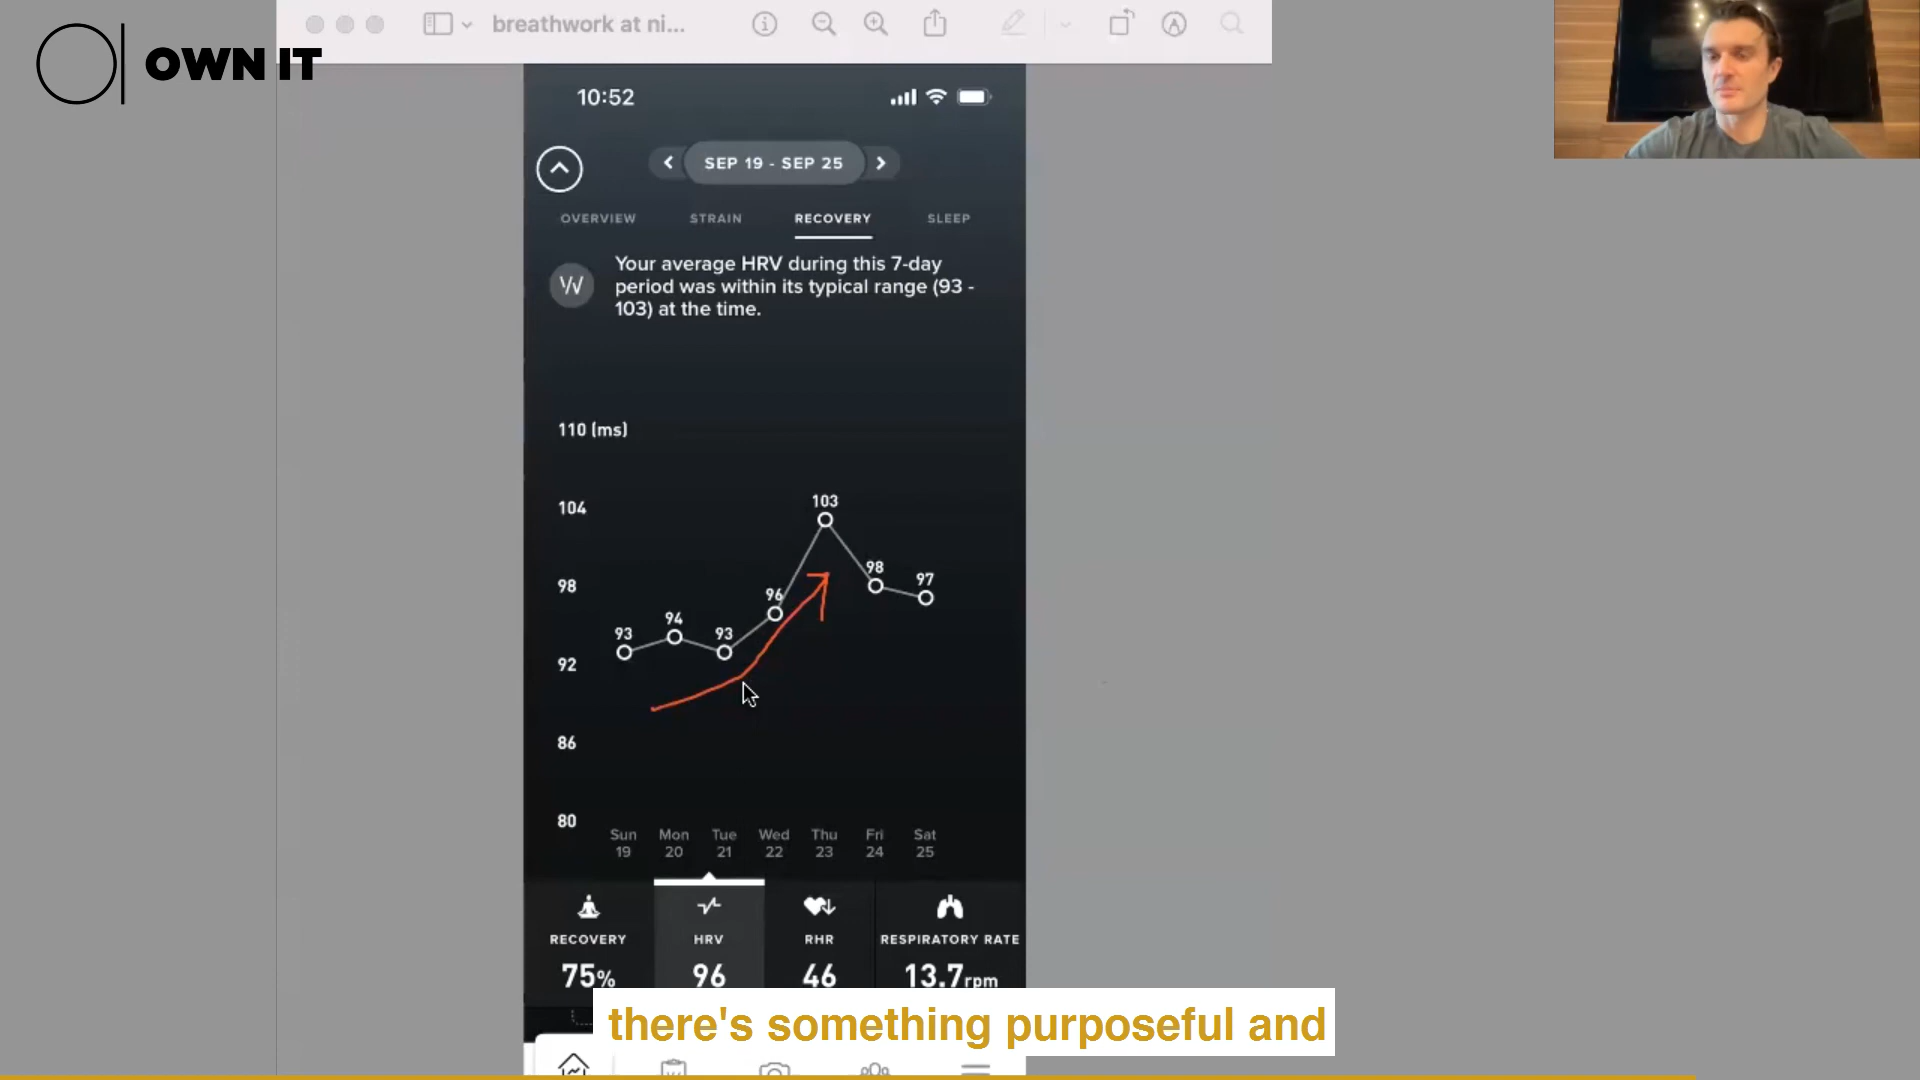 breathwork at ni...
OWN IT
10:52
SEP 19 - SEP 25
OVERVIEW STRAIN RECOVERY SLEEP
W
Your average HRV during this 7-day
period was within its typical range (93 -
103) at the time.
110 (ms)
103
104
98
98
97
96
94
93 93
92
86
80
Sun Mon Tue Wed Thu Fri Sat
19 20 21 22 23 24 25
RECOVERY HRV RHR RESPIRATORY RATE
75% 96 46 13.7rpm
there's something purposeful and